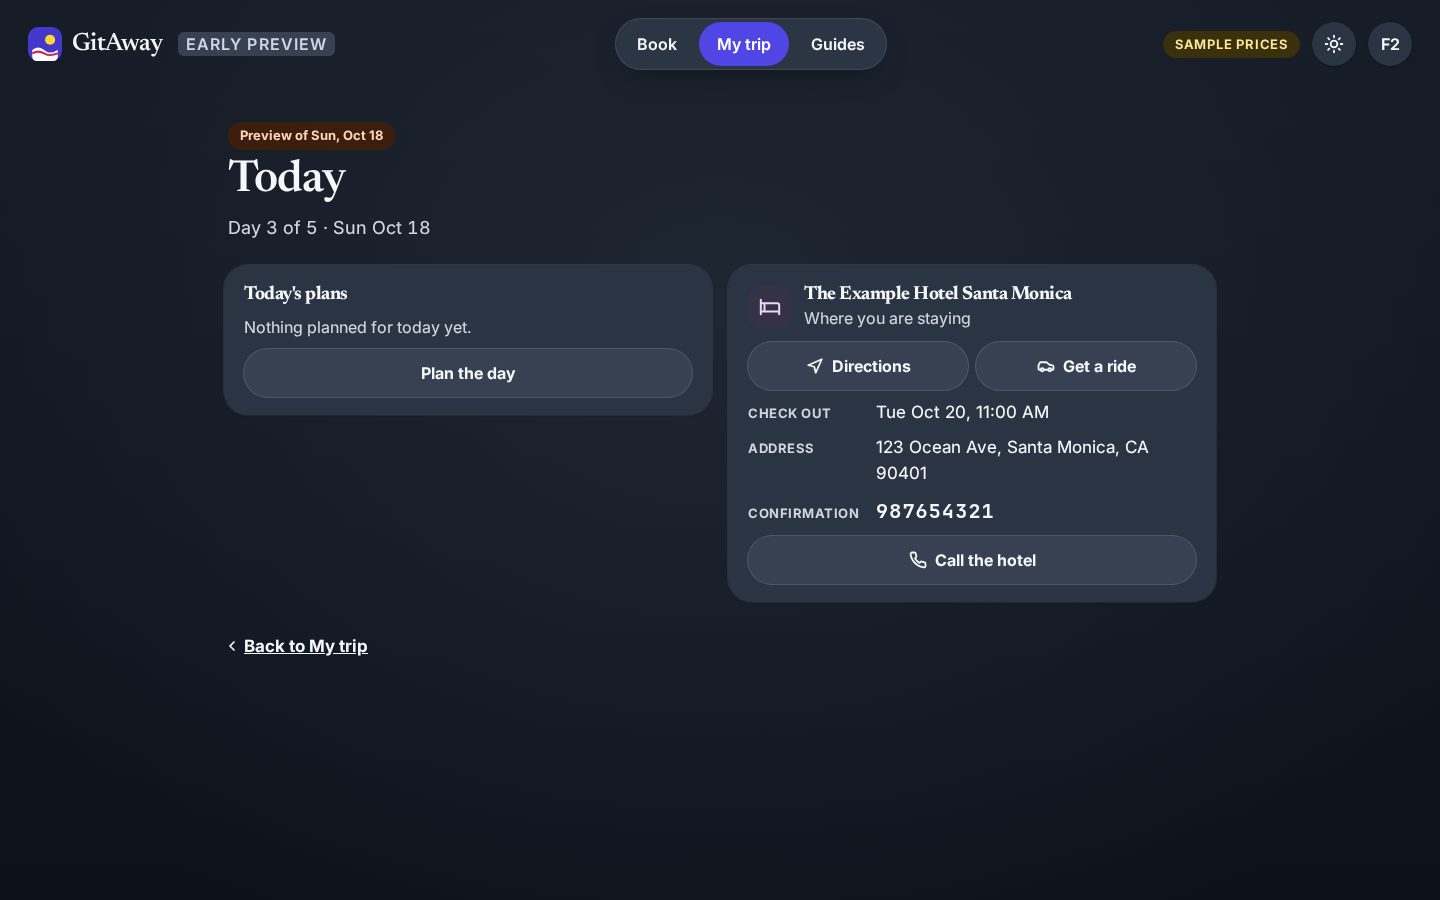 GitAway EARLY PREVIEW
Book My trip Guides
SAMPLE PRICES F2
Preview of Sun, Oct 18
Today
Day 3 of 5 · Sun Oct 18
Today's plans
Nothing planned for today yet.
Plan the day
The Example Hotel Santa Monica
Where you are staying
Directions Get a ride
CHECK OUT Tue Oct 20, 11:00 AM
ADDRESS 123 Ocean Ave, Santa Monica, CA
90401
CONFIRMATION 987654321
Call the hotel
Back to My trip